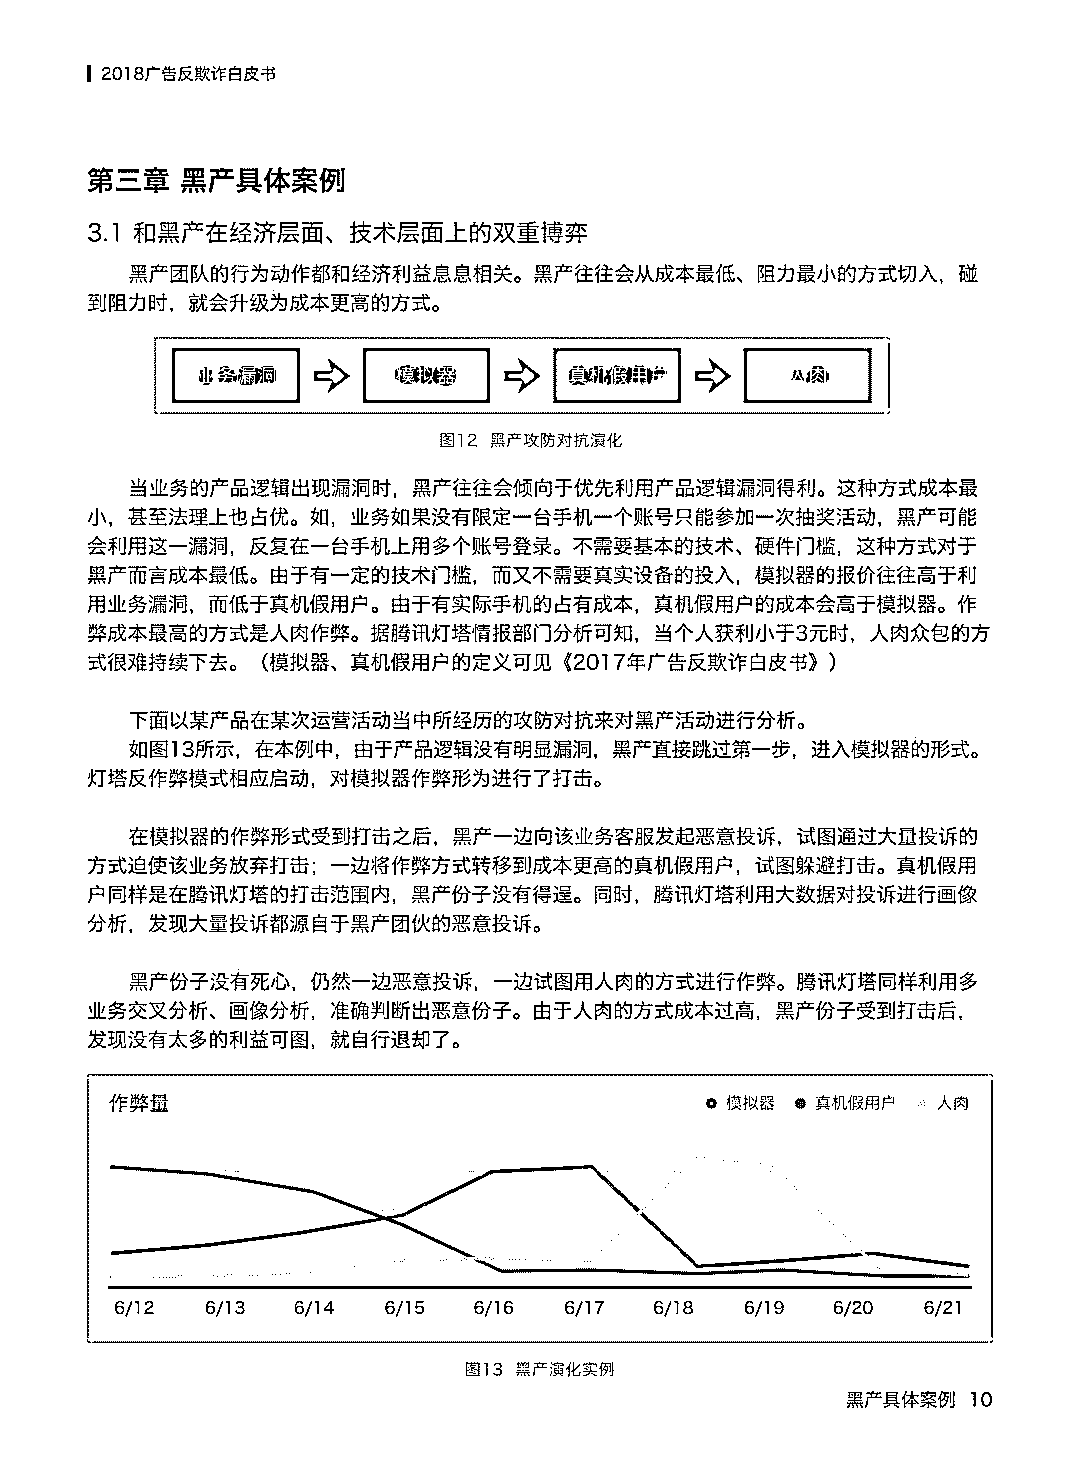 2018广告反欺诈白皮书
第三章 黑产具体案例
3.1 和黑产在经济层面、技术层面上的双重博弈
黑产团队的行为动作都和经济利益息息相关。黑产往往会从成本最低、阻力最小的方式切入，碰
到阻力时，就会升级为成本更高的方式。
业务漏洞 模拟器 真机假用户 人肉
图12 黑产攻防对抗演化
当业务的产品逻辑出现漏洞时，黑产往往会倾向于优先利用产品逻辑漏洞得利。这种方式成本最
小，甚至法理上也占优。如，业务如果没有限定一台手机一个账号只能参加一次抽奖活动，黑产可能
会利用这一漏洞，反复在一台手机上用多个账号登录。不需要基本的技术、硬件门槛，这种方式对于
黑产而言成本最低。由于有一定的技术门槛，而又不需要真实设备的投入，模拟器的报价往往高于利
用业务漏洞，而低于真机假用户。由于有实际手机的占有成本，真机假用户的成本会高于模拟器。作
弊成本最高的方式是人肉作弊。据腾讯灯塔情报部门分析可知，当个人获利小于3元时，人肉众包的方
式很难持续下去。（模拟器、真机假用户的定义可见《2017年广告反欺诈白皮书》）
下面以某产品在某次运营活动当中所经历的攻防对抗来对黑产活动进行分析。
如图13所示，在本例中，由于产品逻辑没有明显漏洞，黑产直接跳过第一步，进入模拟器的形式。
灯塔反作弊模式相应启动，对模拟器作弊形为进行了打击。
在模拟器的作弊形式受到打击之后，黑产一边向该业务客服发起恶意投诉，试图通过大量投诉的
方式迫使该业务放弃打击；一边将作弊方式转移到成本更高的真机假用户，试图躲避打击。真机假用
户同样是在腾讯灯塔的打击范围内，黑产份子没有得逞。同时，腾讯灯塔利用大数据对投诉进行画像
分析，发现大量投诉都源自于黑产团伙的恶意投诉。
黑产份子没有死心，仍然一边恶意投诉，一边试图用人肉的方式进行作弊。腾讯灯塔同样利用多
业务交叉分析、画像分析，准确判断出恶意份子。由于人肉的方式成本过高，黑产份子受到打击后，
发现没有太多的利益可图，就自行退却了。
作弊量 模拟器 真机假用户 人肉
6/12 6/13 6/14 6/15 6/16 6/17 6/18 6/19 6/20 6/21
图13 黑产演化实例
黑产具体案例 10